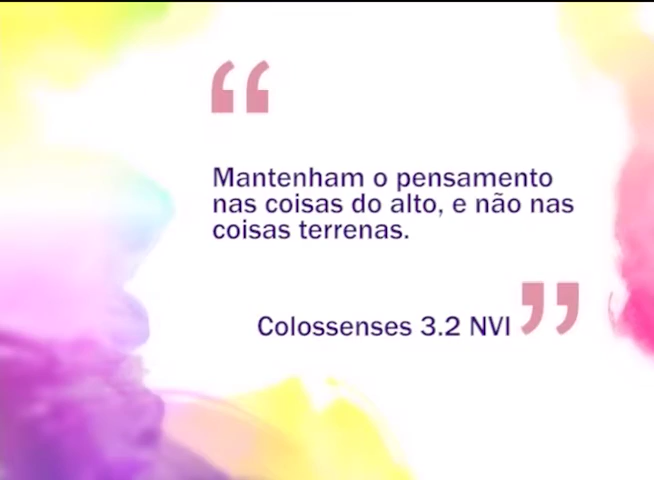 “
Mantenham o pensamento
nas coisas do alto, e não nas
coisas terrenas.
Colossenses 3.2 NVI ”